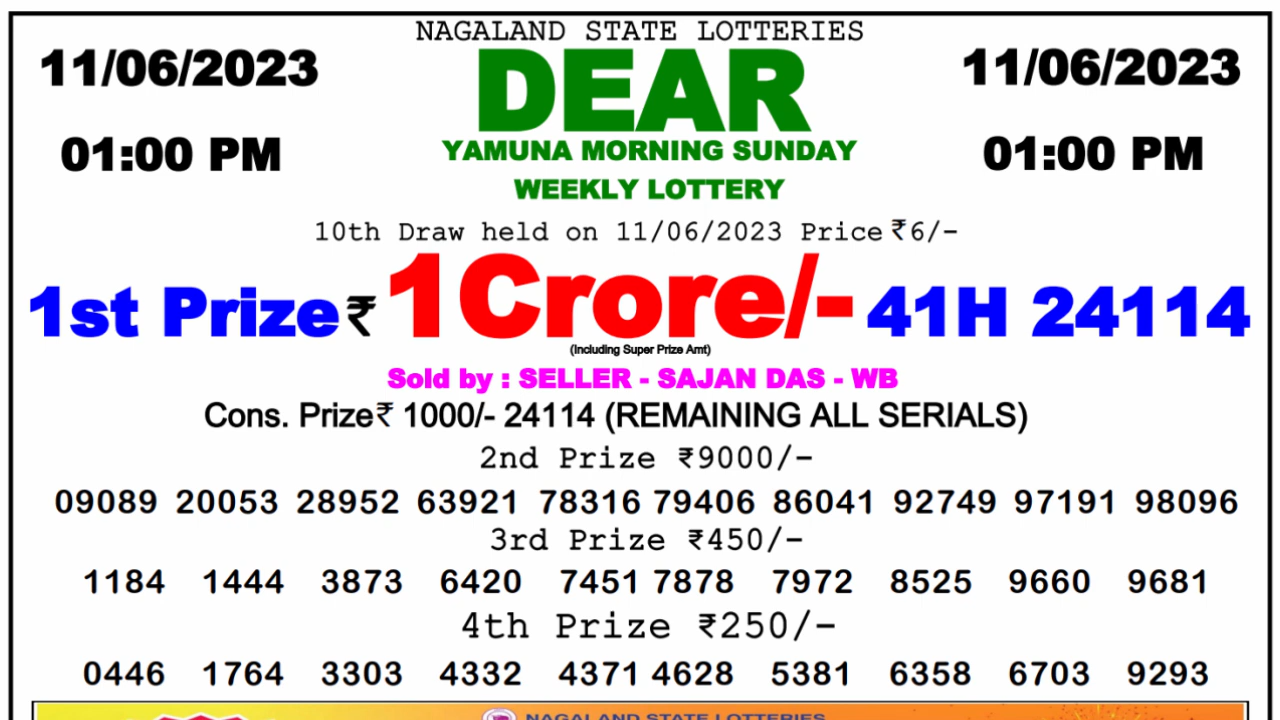 NAGALAND STATE LOTTERIES
11/06/2023 DEAR 11/06/2023
01:00 PM YAMUNA MORNING SUNDAY 01:00 PM
WEEKLY LOTTERY
10th Draw held on 11/06/2023 Price ₹6/-
1st Prize ₹ 1Crore/- 41H 24114
(Including Super Prize Amt)
Sold by : SELLER - SAJAN DAS - WB
Cons. Prize ₹ 1000/- 24114 (REMAINING ALL SERIALS)
2nd Prize ₹9000/-
09089 20053 28952 63921 78316 79406 86041 92749 97191 98096
3rd Prize ₹450/-
1184 1444 3873 6420 7451 7878 7972 8525 9660 9681
4th Prize ₹250/-
0446 1764 3303 4332 4371 4628 5381 6358 6703 9293
NAGALAND STATE LOTTERIES